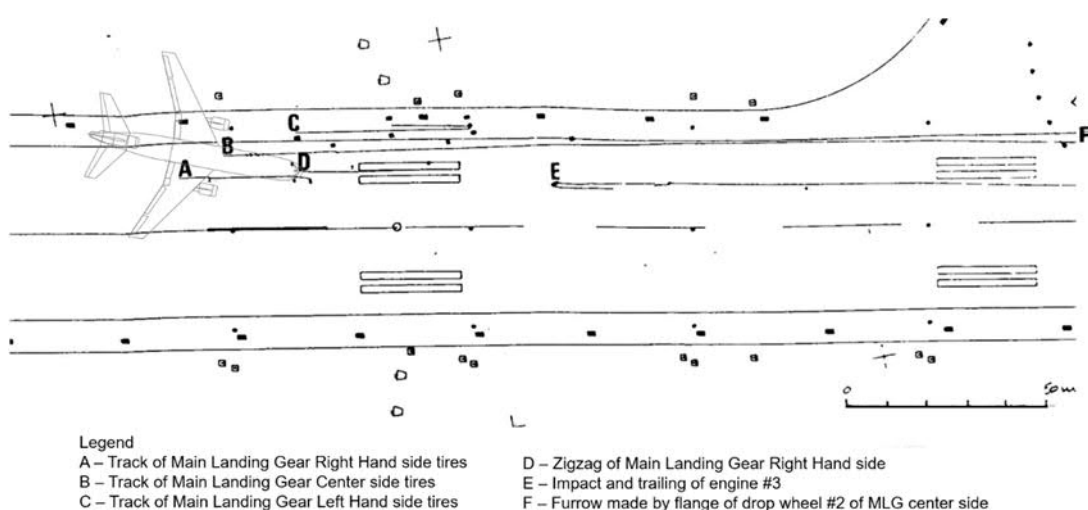 C
B
F
D
A
E
0
50m
Legend
A – Track of Main Landing Gear Right Hand side tires
B – Track of Main Landing Gear Center side tires
C – Track of Main Landing Gear Left Hand side tires
D – Zigzag of Main Landing Gear Right Hand side
E – Impact and trailing of engine #3
F – Furrow made by flange of drop wheel #2 of MLG center side